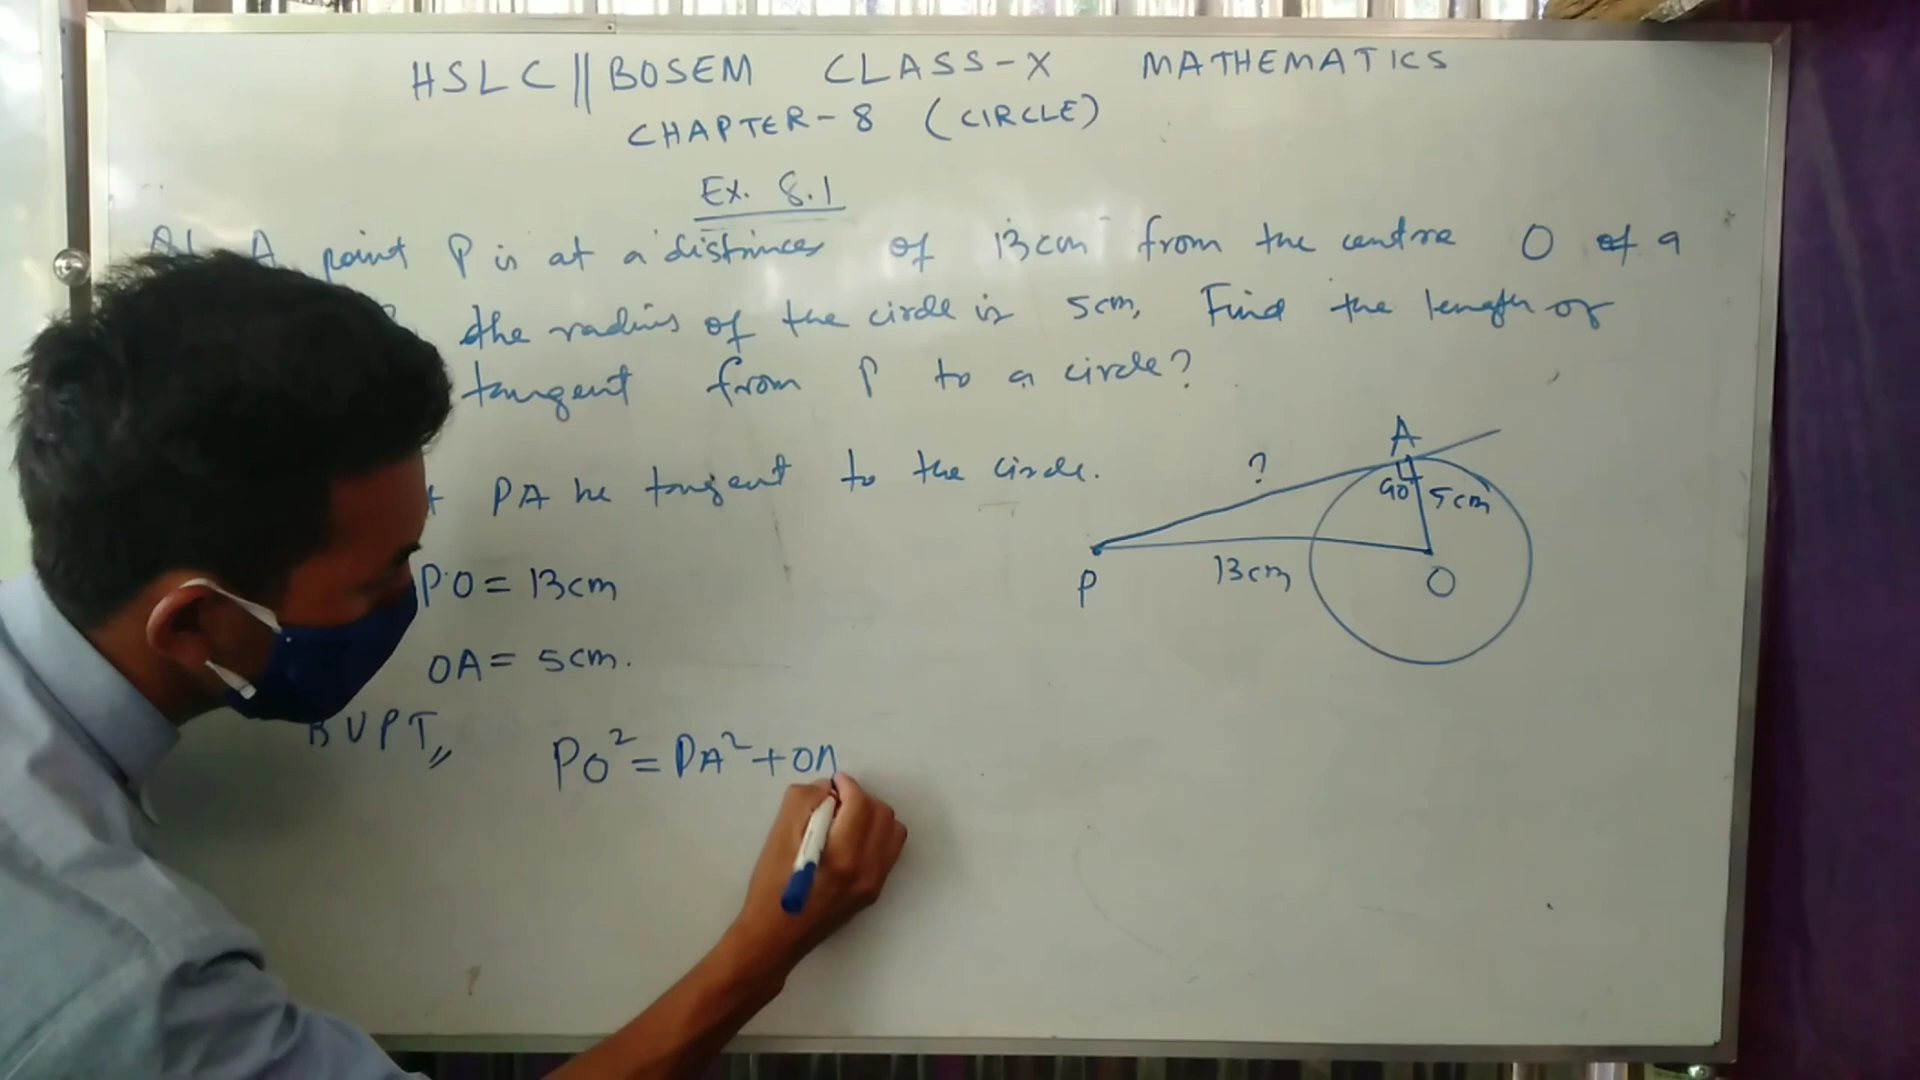 HSLC || BOSEM CLASS-X MATHEMATICS
CHAPTER-8 (CIRCLE)
Ex. 8.1
A point P is at a distances of 13cm from the centre O of a
the radius of the circle is 5cm, Find the length of
tangent from P to a circle?
PA be tangent to the circle.
PO = 13cm
OA = 5cm.
PO² = PA² + OA
A
?
90°
5cm
13cm
P
O